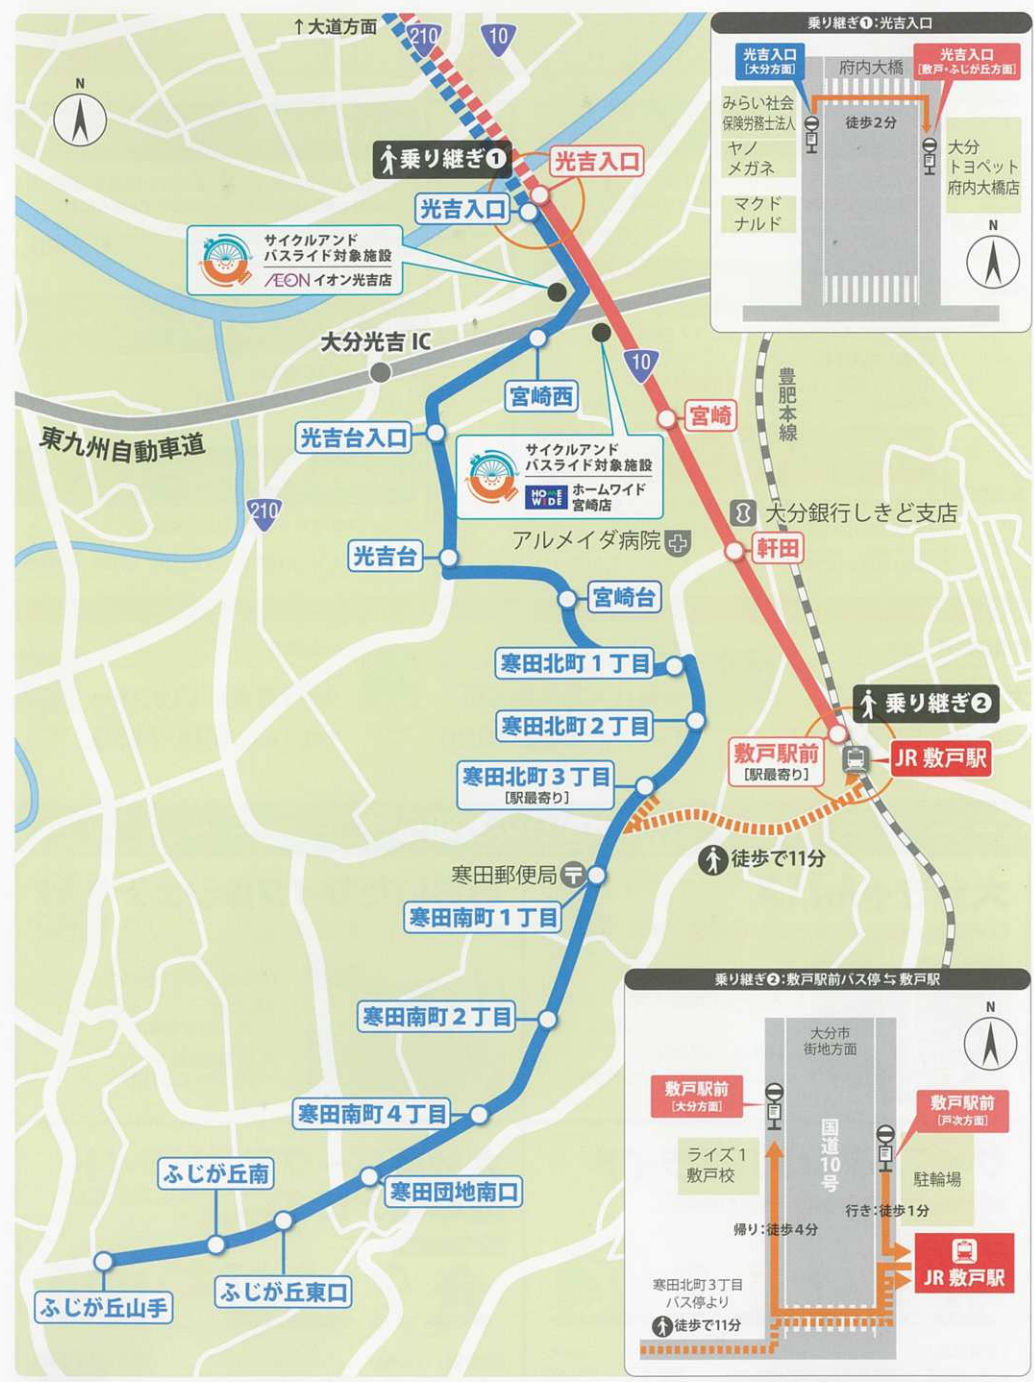 ↑大道方面
210
10
N
乗り継ぎ❶
光吉入口
光吉入口
サイクルアンド
バスライド対象施設
ÆON イオン光吉店
大分光吉 IC
東九州自動車道
宮崎西
光吉台入口
10
宮崎
豊肥本線
サイクルアンド
バスライド対象施設
HOME WIDE
ホームワイド
宮崎店
210
大分銀行しきど支店
アルメイダ病院
軒田
光吉台
宮崎台
寒田北町1丁目
寒田北町2丁目
乗り継ぎ❷
敷戸駅前
[駅最寄り]
JR 敷戸駅
寒田北町3丁目
[駅最寄り]
徒歩で11分
寒田郵便局
寒田南町1丁目
寒田南町2丁目
寒田南町4丁目
寒田団地南口
ふじが丘南
ふじが丘東口
ふじが丘山手
乗り継ぎ❶:光吉入口
光吉入口
[大分方面]
府内大橋
光吉入口
[敷戸・ふじが丘方面]
みらい社会
保険労務士法人
徒歩2分
ヤノ
メガネ
大分
トヨペット
府内大橋店
マクド
ナルド
N
乗り継ぎ❷:敷戸駅前バス停⇆敷戸駅
大分市
街地方面
N
敷戸駅前
[大分方面]
敷戸駅前
[戸次方面]
国道10号
ライズ1
敷戸校
駐輪場
行き:徒歩1分
帰り:徒歩4分
JR 敷戸駅
寒田北町3丁目
バス停より
徒歩で11分